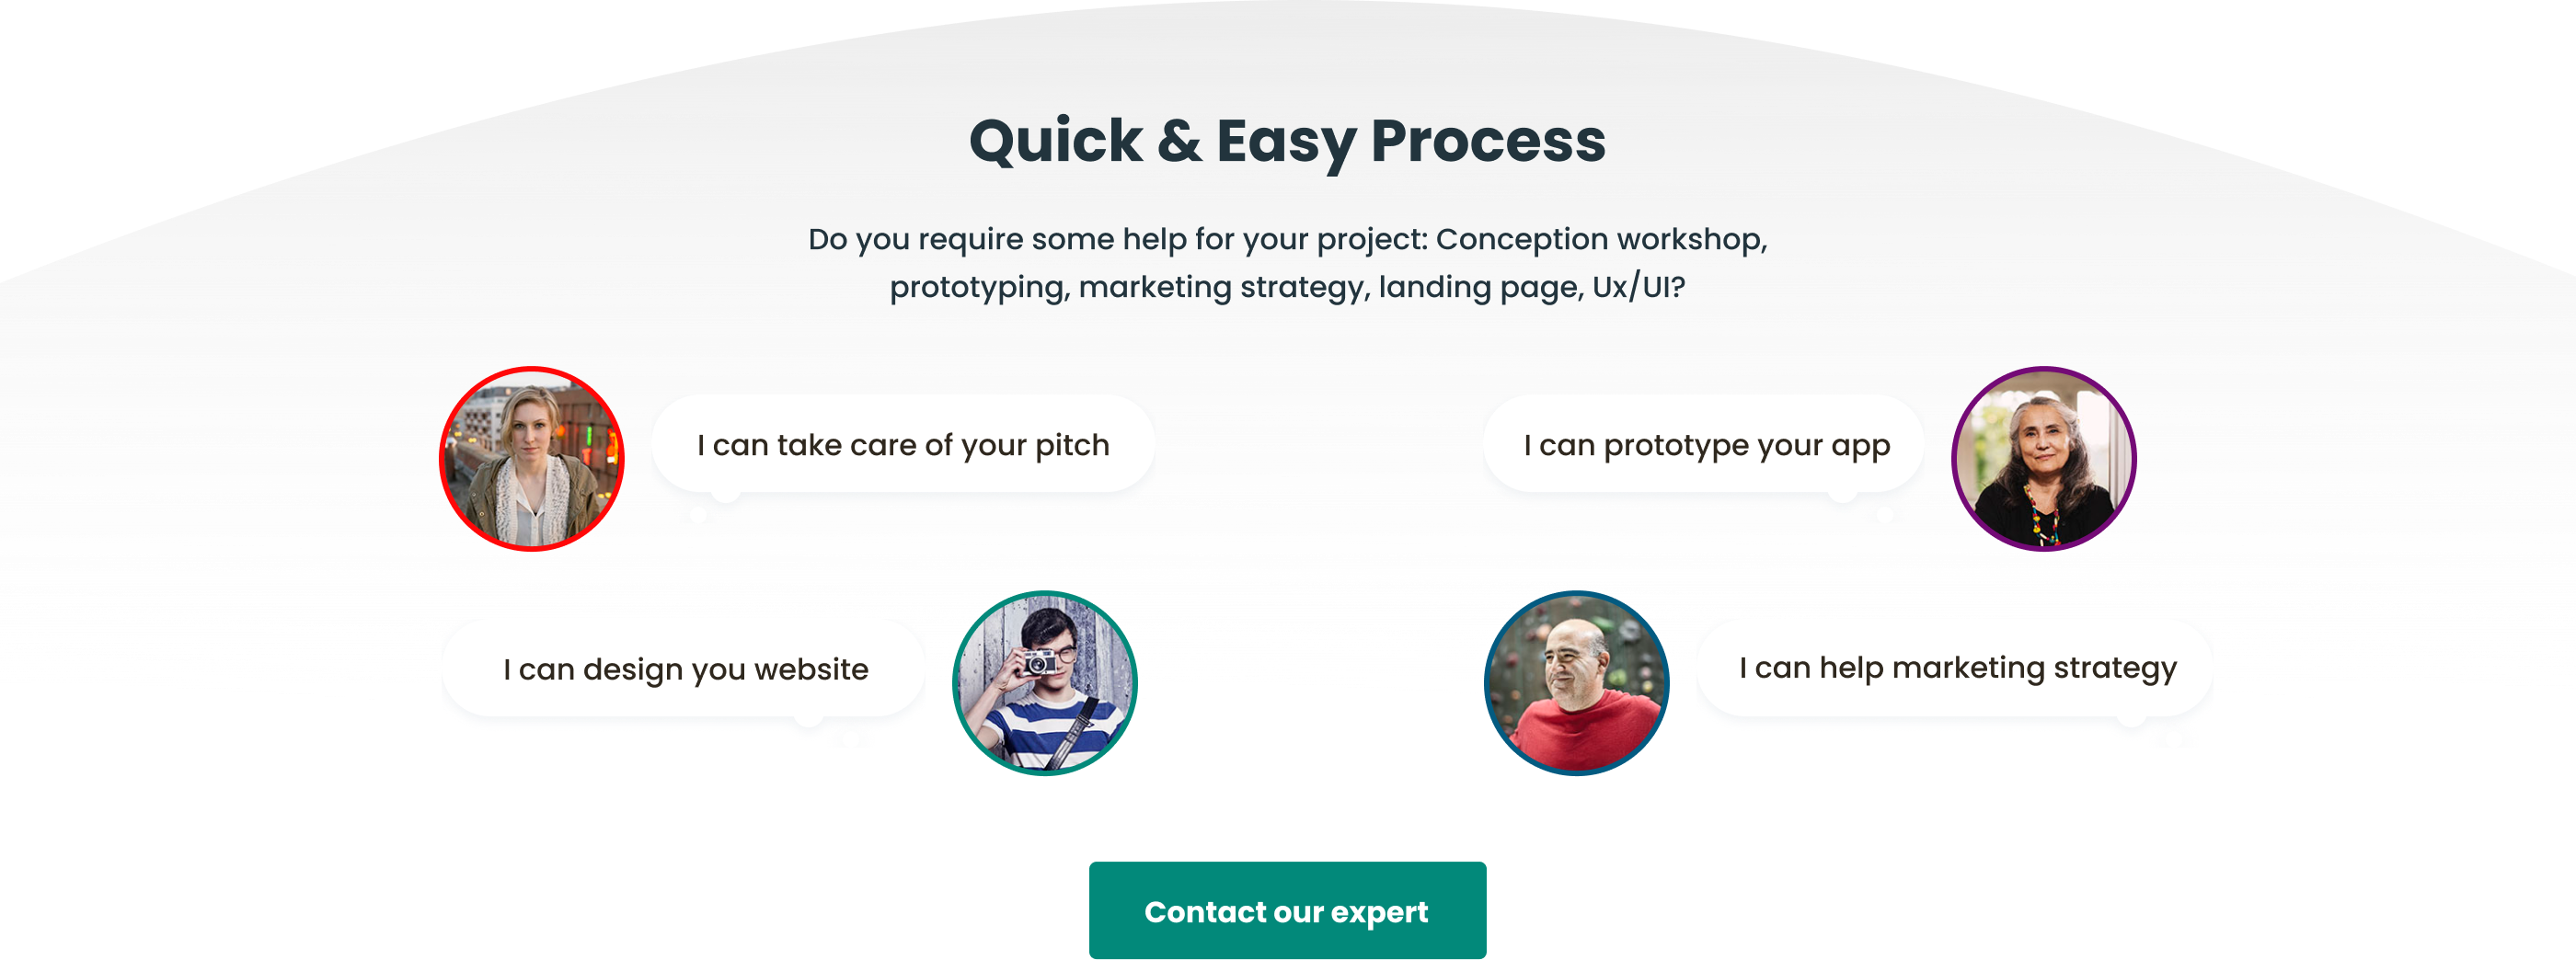 Quick & Easy Process
Do you require some help for your project: Conception workshop,
prototyping, marketing strategy, landing page, Ux/UI?
I can take care of your pitch
I can prototype your app
I can design you website
I can help marketing strategy
Contact our expert